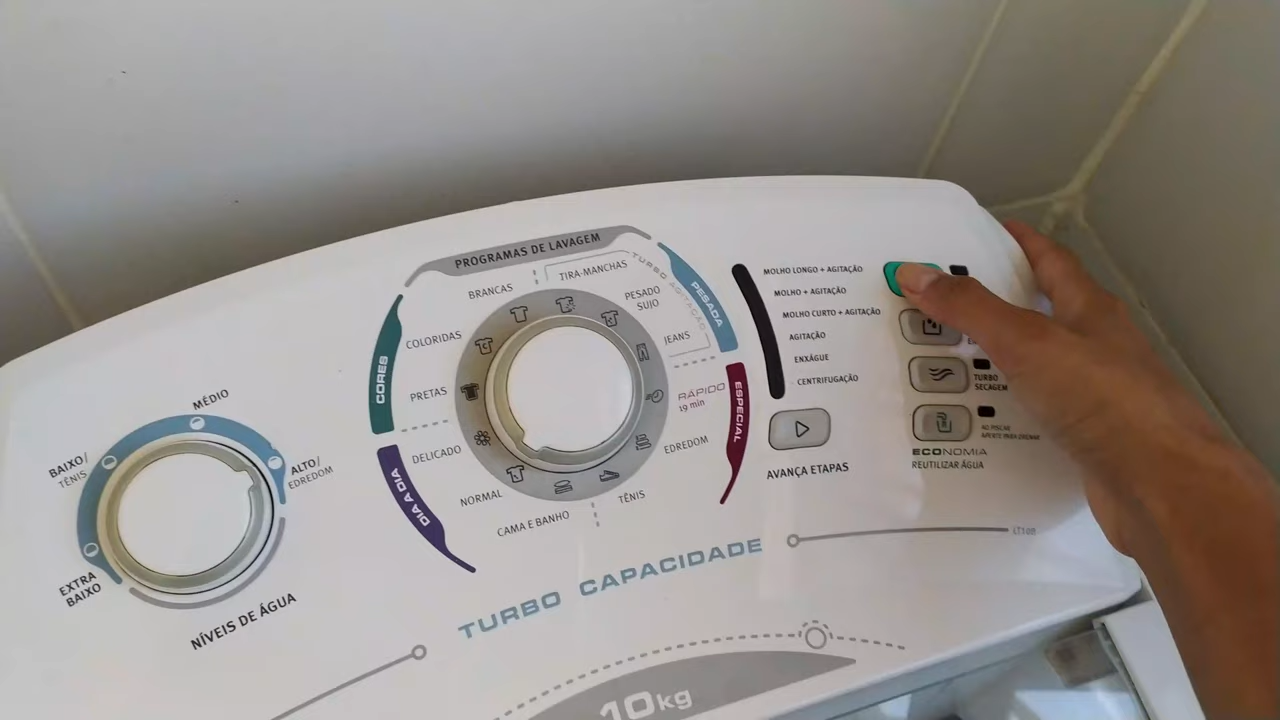 PROGRAMAS DE LAVAGEM
TIRA-MANCHAS
TURBO AGITAÇÃO
PESADA
BRANCAS
PESADO
SUJO
COLORIDAS
JEANS
CORES
PRETAS
RÁPIDO
19 min
ESPECIAL
DELICADO
EDREDOM
DIA A DIA
NORMAL
TÊNIS
CAMA E BANHO
MOLHO LONGO + AGITAÇÃO
MOLHO + AGITAÇÃO
MOLHO CURTO + AGITAÇÃO
AGITAÇÃO
ENXÁGUE
CENTRIFUGAÇÃO
AVANÇA ETAPAS
TURBO
SECAGEM
AO PISCAR
ECONOMIA
REUTILIZAR ÁGUA
MÉDIO
BAIXO/
TÊNIS
ALTO/
EDREDOM
EXTRA
BAIXO
NÍVEIS DE ÁGUA
TURBO CAPACIDADE
LT10B
10kg